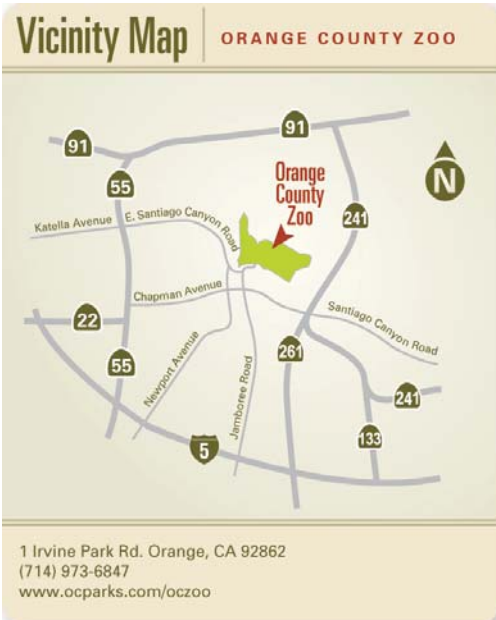 Vicinity Map
ORANGE COUNTY ZOO
91
91
55
Orange
County
Zoo
N
241
Katella Avenue
E. Santiago Canyon Road
Chapman Avenue
22
Santiago Canyon Road
55
261
Newport Avenue
Jamboree Road
241
133
5
1 Irvine Park Rd. Orange, CA 92862
(714) 973-6847
www.ocparks.com/oczoo